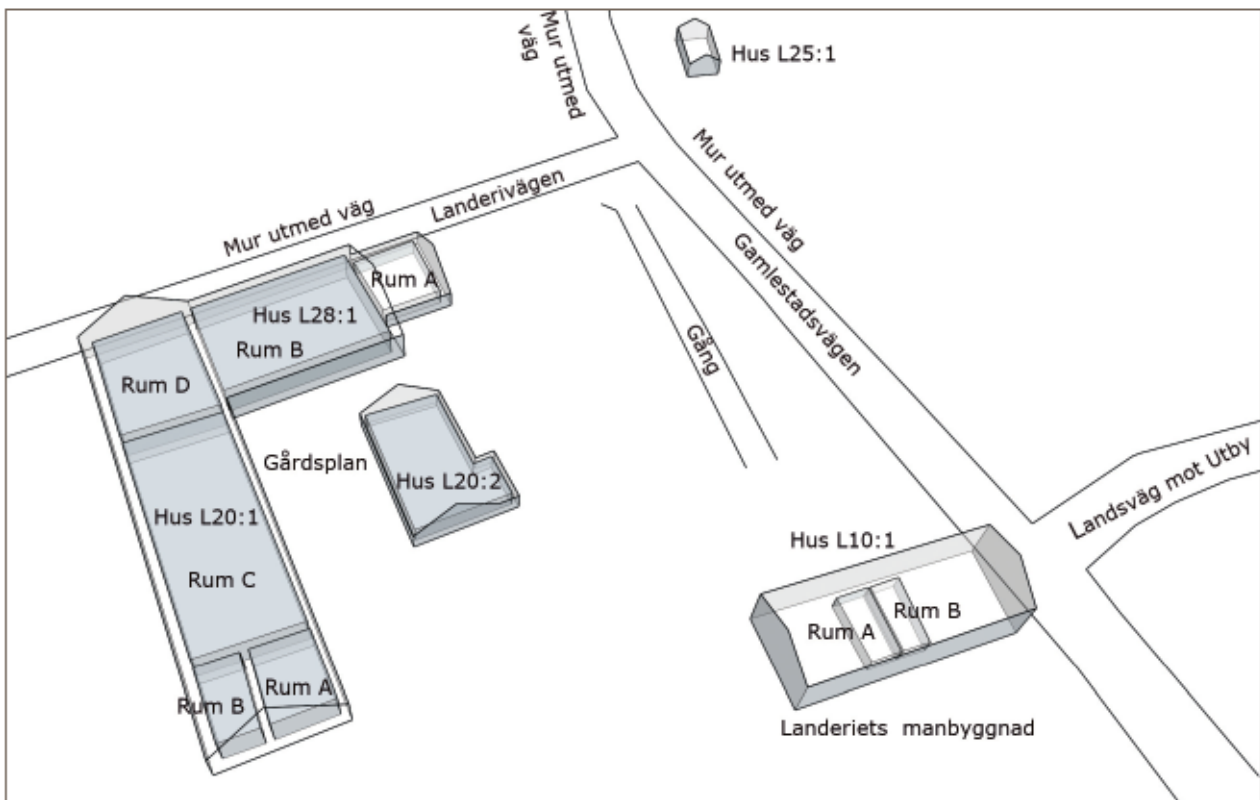 Mur utmed
väg
Hus L25:1
Mur utmed väg
Mur utmed väg
Landerivägen
Rum A
Hus L28:1
Rum B
Gamlestadsvägen
Gång
Rum D
Gårdsplan
Hus L20:2
Landsväg mot Utby
Hus L20:1
Hus L10:1
Rum C
Rum B
Rum A
Rum A
Rum B
Landeriets manbyggnad